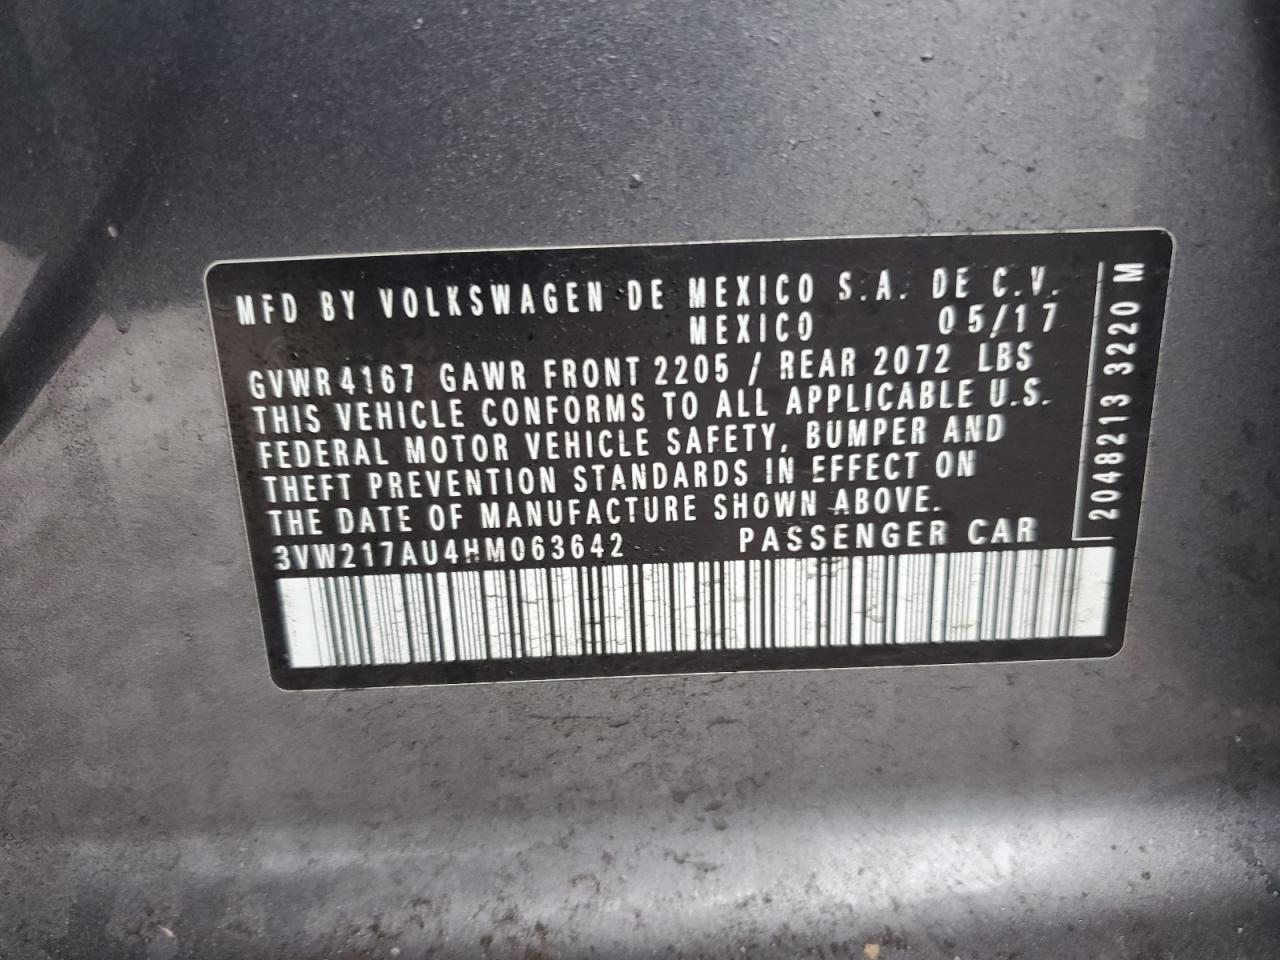 MFD BY VOLKSWAGEN DE MEXICO S.A. DE C.V.
MEXICO 05/17
GVWR 4167 GAWR FRONT 2205 / REAR 2072 LBS
THIS VEHICLE CONFORMS TO ALL APPLICABLE U.S.
FEDERAL MOTOR VEHICLE SAFETY, BUMPER AND
THEFT PREVENTION STANDARDS IN EFFECT ON
THE DATE OF MANUFACTURE SHOWN ABOVE.
3VW217AU4HM063642 PASSENGER CAR
2048213 3220 M